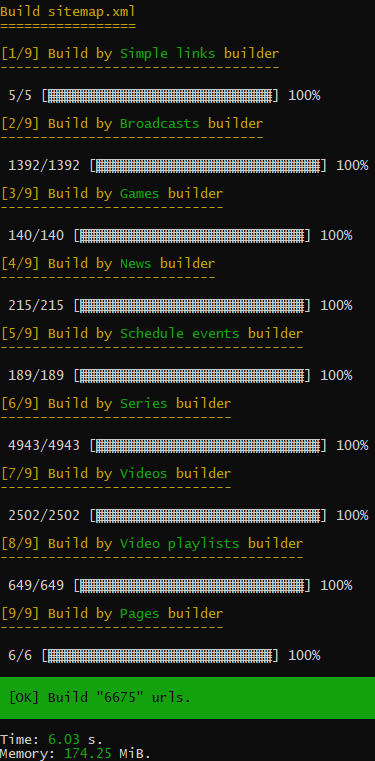 Build sitemap.xml
=================
[1/9] Build by Simple links builder
-----------------------------------
5/5 [▓▓▓▓▓▓▓▓▓▓▓▓▓▓▓▓▓▓▓▓▓▓▓▓▓▓▓▓] 100%
[2/9] Build by Broadcasts builder
---------------------------------
1392/1392 [▓▓▓▓▓▓▓▓▓▓▓▓▓▓▓▓▓▓▓▓▓▓▓▓▓▓▓▓] 100%
[3/9] Build by Games builder
----------------------------
140/140 [▓▓▓▓▓▓▓▓▓▓▓▓▓▓▓▓▓▓▓▓▓▓▓▓▓▓▓▓] 100%
[4/9] Build by News builder
---------------------------
215/215 [▓▓▓▓▓▓▓▓▓▓▓▓▓▓▓▓▓▓▓▓▓▓▓▓▓▓▓▓] 100%
[5/9] Build by Schedule events builder
--------------------------------------
189/189 [▓▓▓▓▓▓▓▓▓▓▓▓▓▓▓▓▓▓▓▓▓▓▓▓▓▓▓▓] 100%
[6/9] Build by Series builder
-----------------------------
4943/4943 [▓▓▓▓▓▓▓▓▓▓▓▓▓▓▓▓▓▓▓▓▓▓▓▓▓▓▓▓] 100%
[7/9] Build by Videos builder
-----------------------------
2502/2502 [▓▓▓▓▓▓▓▓▓▓▓▓▓▓▓▓▓▓▓▓▓▓▓▓▓▓▓▓] 100%
[8/9] Build by Video playlists builder
--------------------------------------
649/649 [▓▓▓▓▓▓▓▓▓▓▓▓▓▓▓▓▓▓▓▓▓▓▓▓▓▓▓▓] 100%
[9/9] Build by Pages builder
----------------------------
6/6 [▓▓▓▓▓▓▓▓▓▓▓▓▓▓▓▓▓▓▓▓▓▓▓▓▓▓▓▓] 100%
[OK] Build "6675" urls.
Time: 6.03 s.
Memory: 174.25 MiB.